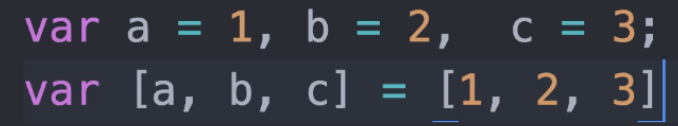 var a = 1, b = 2,  c = 3;
var [a, b, c] = [1, 2, 3]